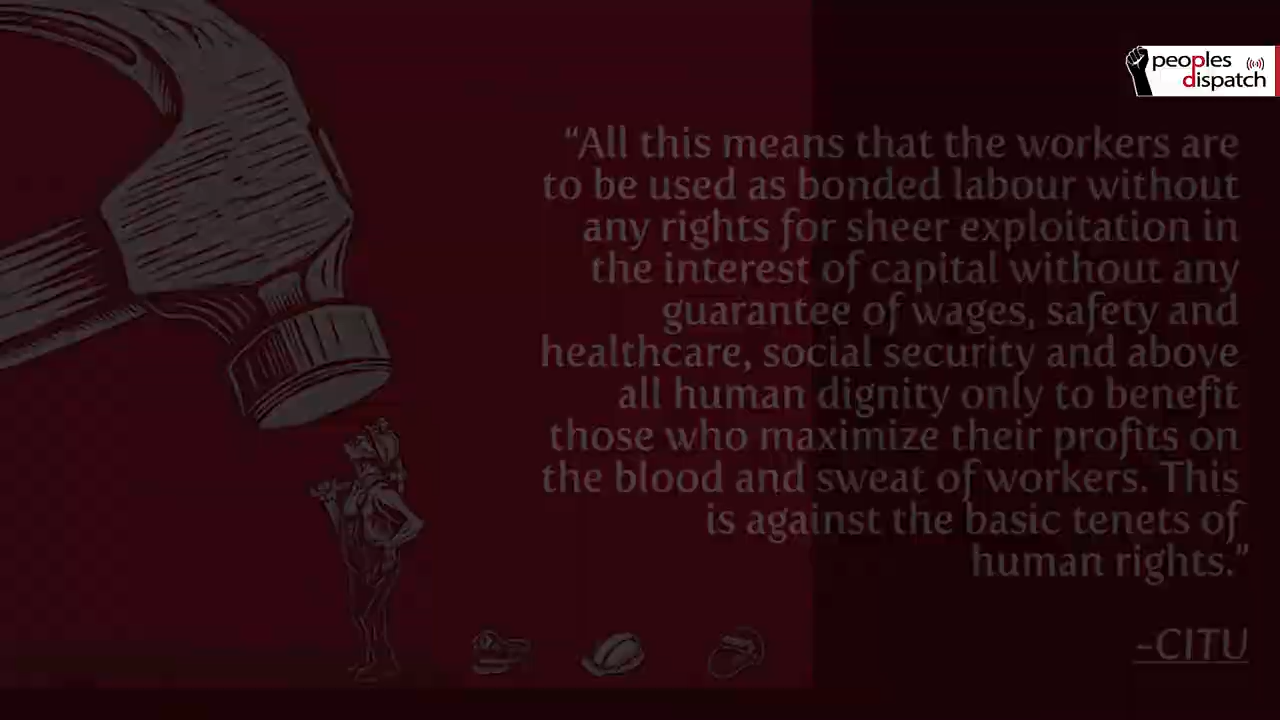 peoples
dispatch
“All this means that the workers are
to be used as bonded labour without
any rights for sheer exploitation in
the interest of capital without any
guarantee of wages, safety and
healthcare, social security and above
all human dignity only to benefit
those who maximize their profits on
the blood and sweat of workers. This
is against the basic tenets of
human rights.”
-CITU